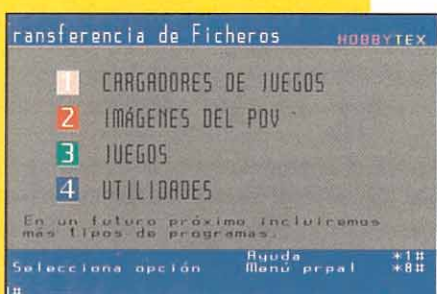 ransferencia de Ficheros HOBBYTEX
1 CARGADORES DE JUEGOS
2 IMÁGENES DEL POV
3 JUEGOS
4 UTILIDADES
En un futuro próximo incluiremos
más tipos de programas.
Ayuda *1#
Selecciona opción Menú prpal *8#
1#